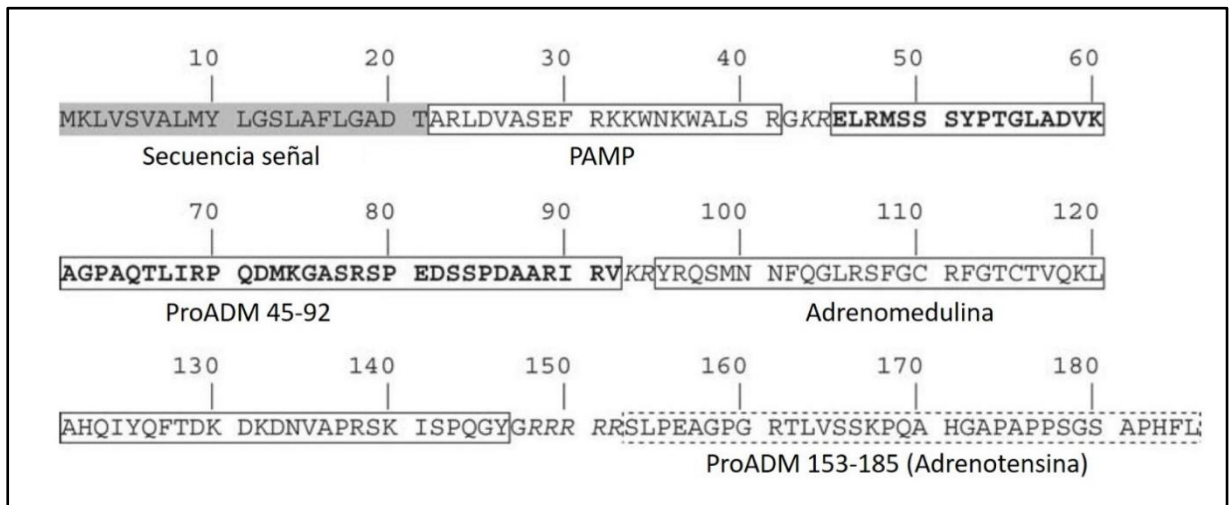 10 20 30 40 50 60
MKLVSVALMY LGSLAFLGAD TARLDVASEF RKKWNKWALS RGKRELRMSS SYPTGLADVK
Secuencia señal PAMP
70 80 90 100 110 120
AGPAQTLIRP QDMKGASRSP EDSSPDAARI RVKRYRQSMN NFQGLRSFGC RFGTCTVQKL
ProADM 45-92 Adrenomedulina
130 140 150 160 170 180
AHQIYQFTDK DKDNVAPRSK ISPQGYGRRR RRSLPEAGPG RTLVSSKPQA HGAPAPPSGS APHFL
ProADM 153-185 (Adrenotensina)